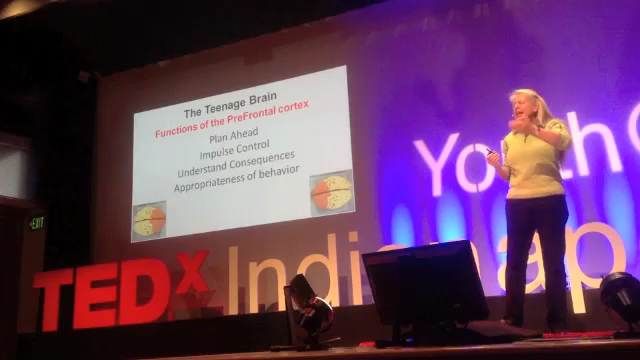 The Teenage Brain
Functions of the PreFrontal cortex
Plan Ahead
Impulse Control
Understand Consequences
Appropriateness of behavior
EXIT
Youth
TEDx